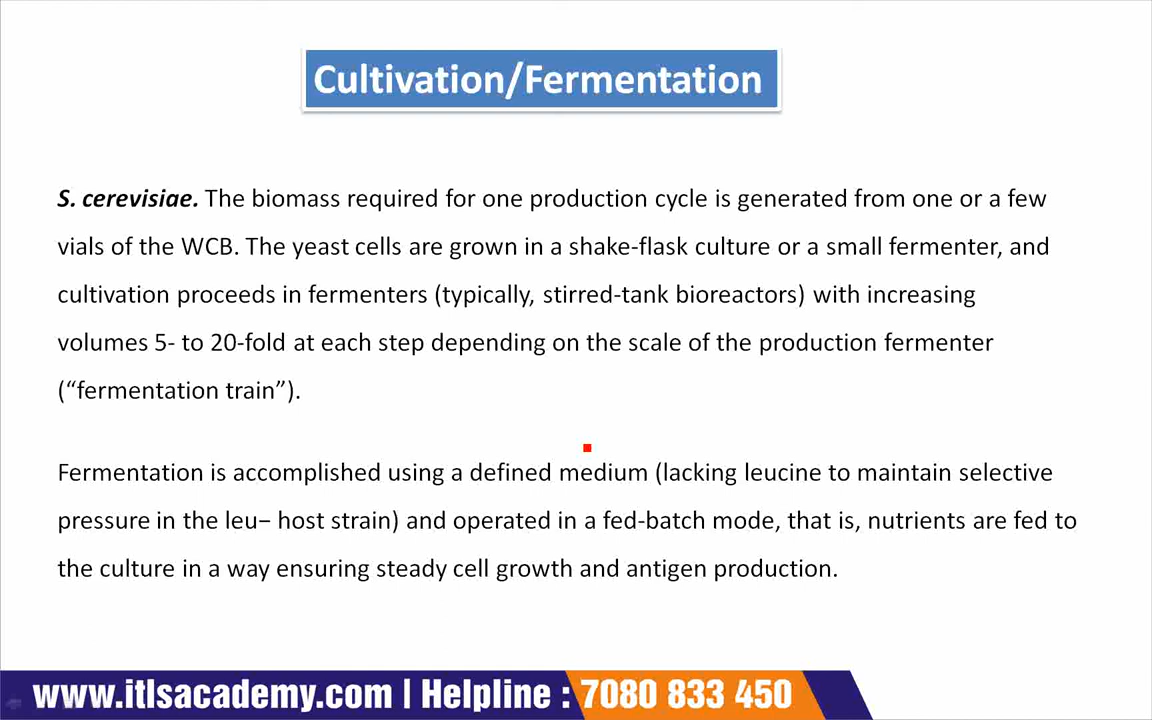 Cultivation/Fermentation
S. cerevisiae. The biomass required for one production cycle is generated from one or a few
vials of the WCB. The yeast cells are grown in a shake-flask culture or a small fermenter, and
cultivation proceeds in fermenters (typically, stirred-tank bioreactors) with increasing
volumes 5- to 20-fold at each step depending on the scale of the production fermenter
(“fermentation train”).
Fermentation is accomplished using a defined medium (lacking leucine to maintain selective
pressure in the leu− host strain) and operated in a fed-batch mode, that is, nutrients are fed to
the culture in a way ensuring steady cell growth and antigen production.
www.itlsacademy.com | Helpline : 7080 833 450